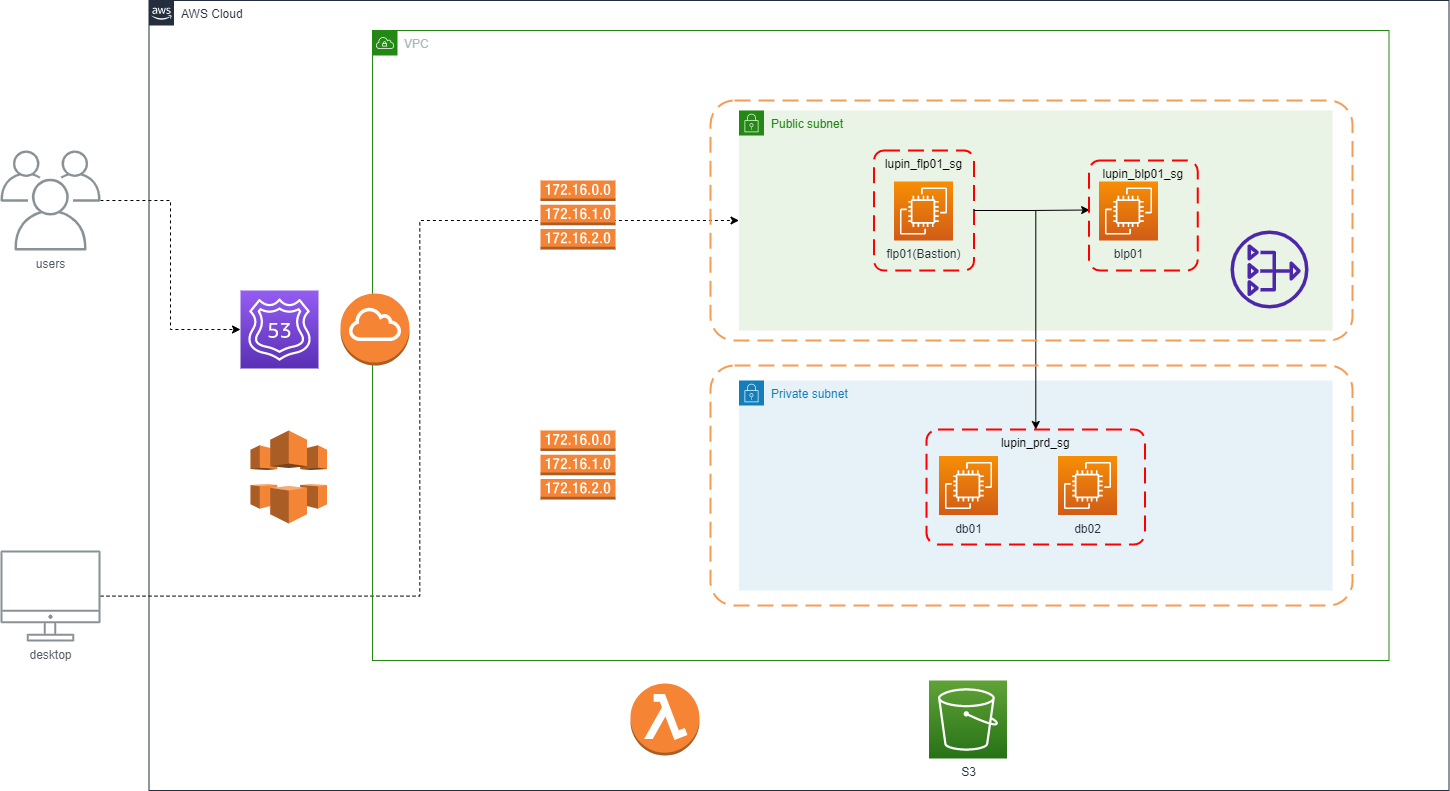 aws
AWS Cloud
VPC
Public subnet
lupin_flp01_sg
flp01(Bastion)
lupin_blp01_sg
blp01
172.16.0.0
172.16.1.0
172.16.2.0
users
53
Private subnet
lupin_prd_sg
db01
db02
172.16.0.0
172.16.1.0
172.16.2.0
desktop
λ
S3